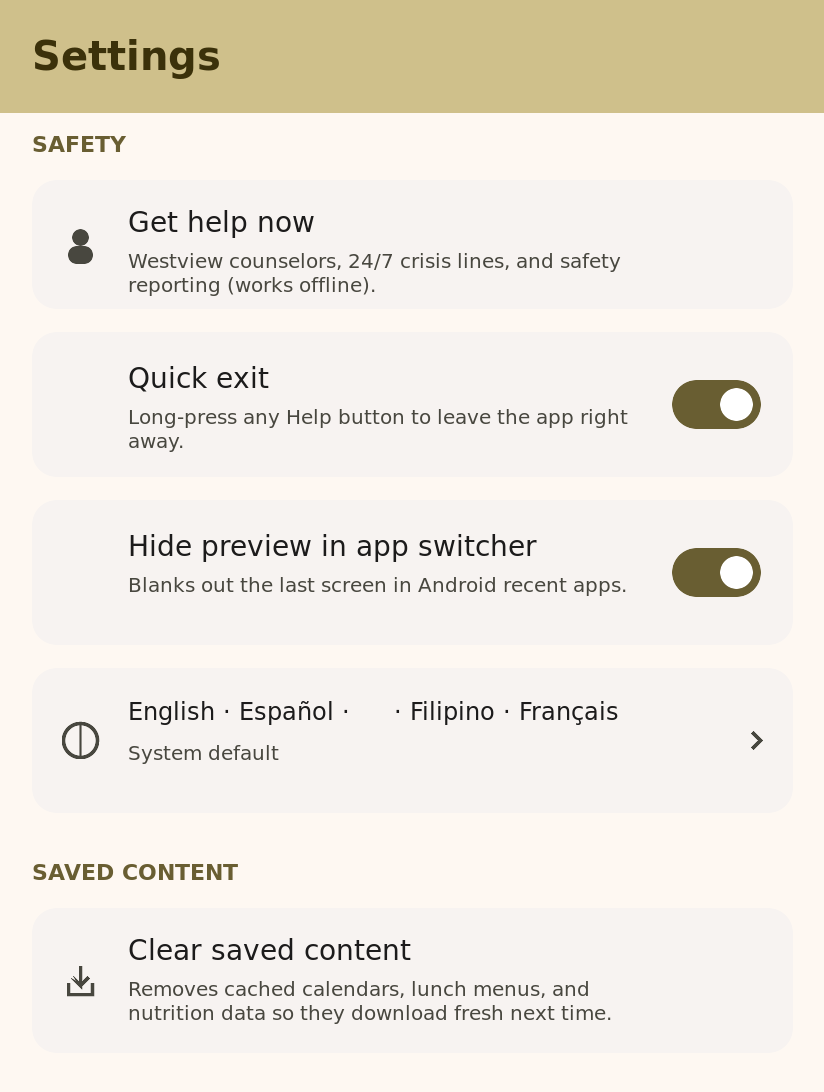 Settings
SAFETY
Get help now
Westview counselors, 24/7 crisis lines, and safety
reporting (works offline).
Quick exit
Long-press any Help button to leave the app right
away.
Hide preview in app switcher
Blanks out the last screen in Android recent apps.
English · Español · · Filipino · Français
System default
SAVED CONTENT
Clear saved content
Removes cached calendars, lunch menus, and
nutrition data so they download fresh next time.